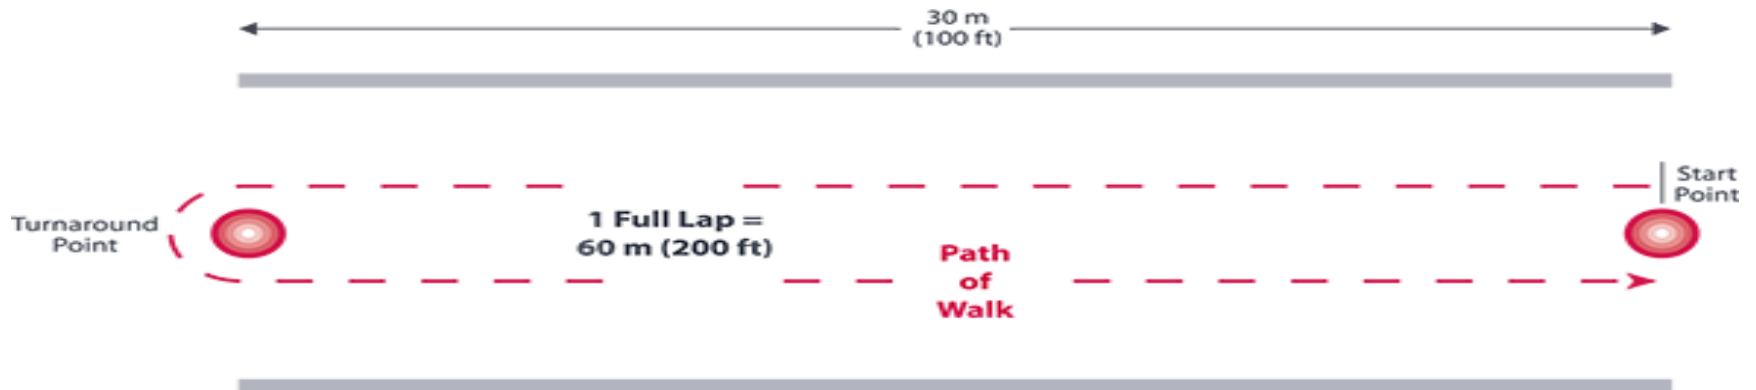 30 m
(100 ft)
Start
Point
Turnaround
Point
1 Full Lap =
60 m (200 ft)
Path
of
Walk